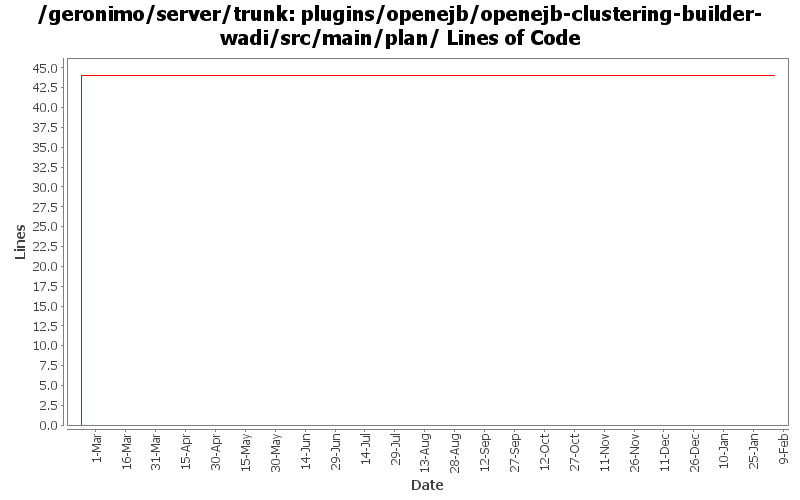 /geronimo/server/trunk: plugins/openejb/openejb-clustering-builder-
wadi/src/main/plan/ Lines of Code
45.0
42.5
40.0
37.5
35.0
32.5
30.0
27.5
25.0
22.5
20.0
17.5
15.0
12.5
10.0
7.5
5.0
2.5
0.0
Lines
1-Mar
16-Mar
31-Mar
15-Apr
30-Apr
15-May
30-May
14-Jun
29-Jun
14-Jul
29-Jul
13-Aug
28-Aug
12-Sep
27-Sep
12-Oct
27-Oct
11-Nov
26-Nov
11-Dec
26-Dec
10-Jan
25-Jan
9-Feb
Date